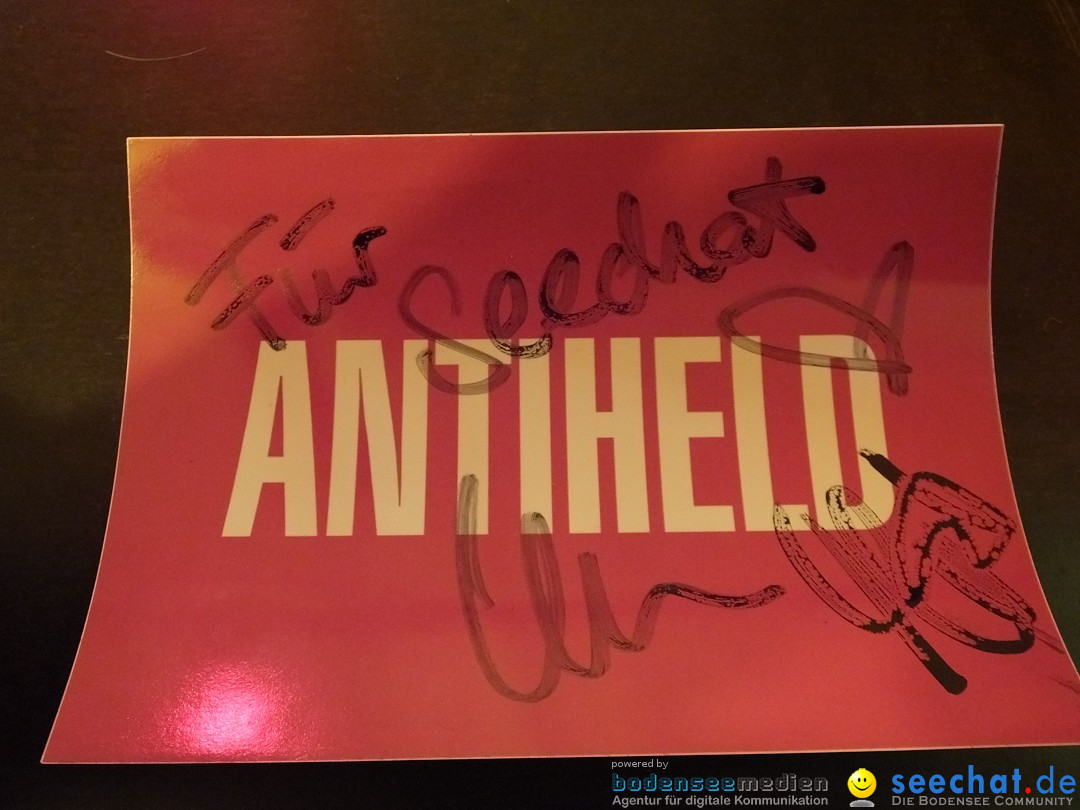 Für Seechat
ANTIHELD
powered by
bodenseemedien
Agentur für digitale Kommunikation
seechat.de
DIE BODENSEE COMMUNITY